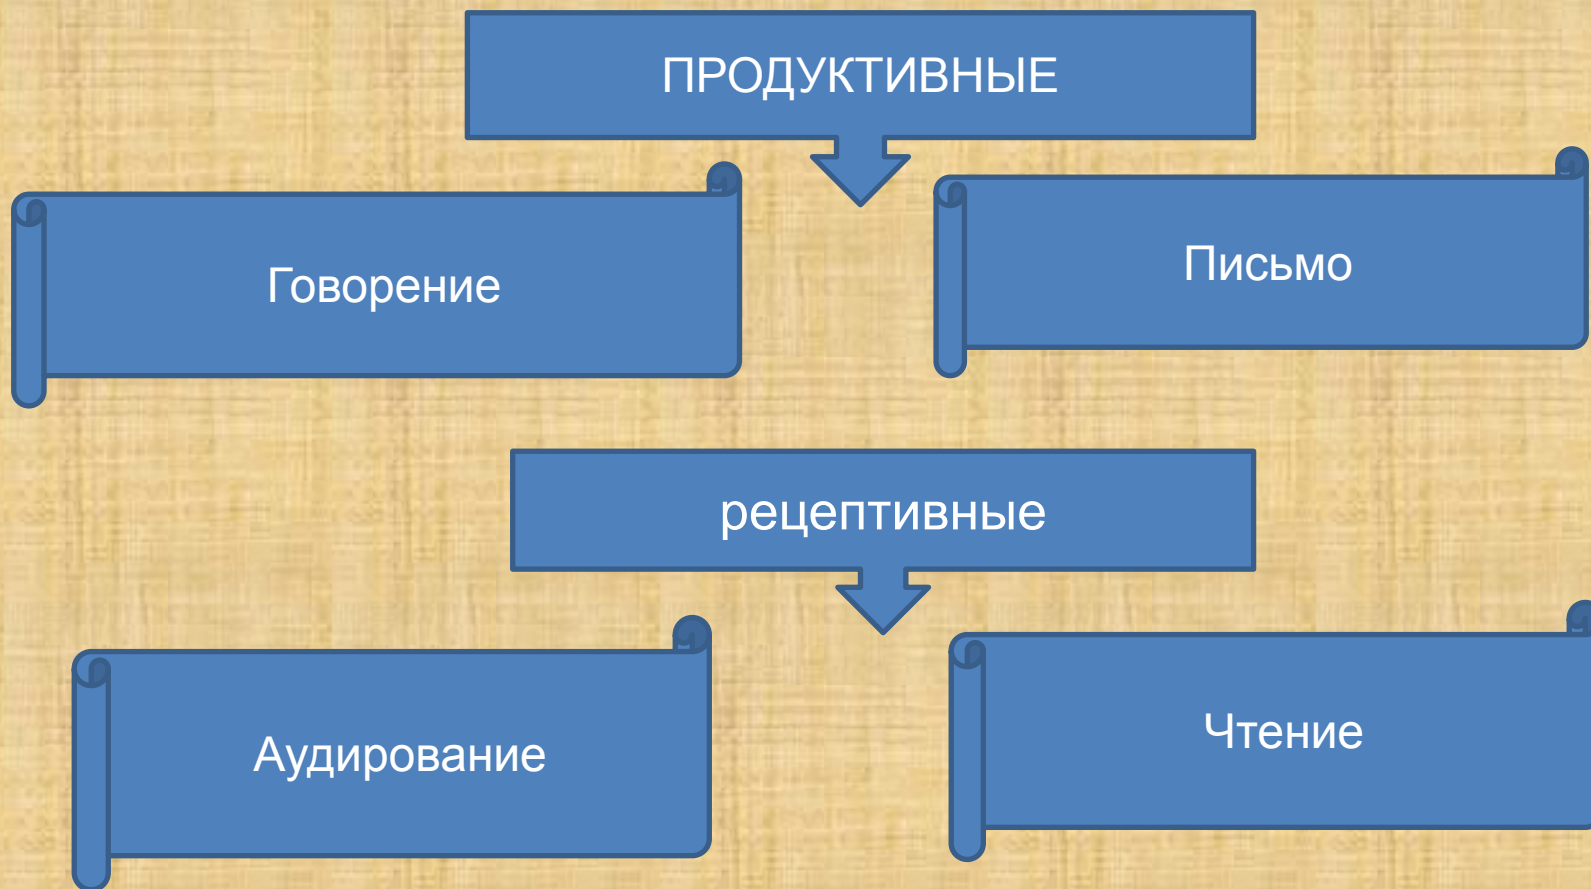 ПРОДУКТИВНЫЕ
Говорение
Письмо
рецептивные
Аудирование
Чтение